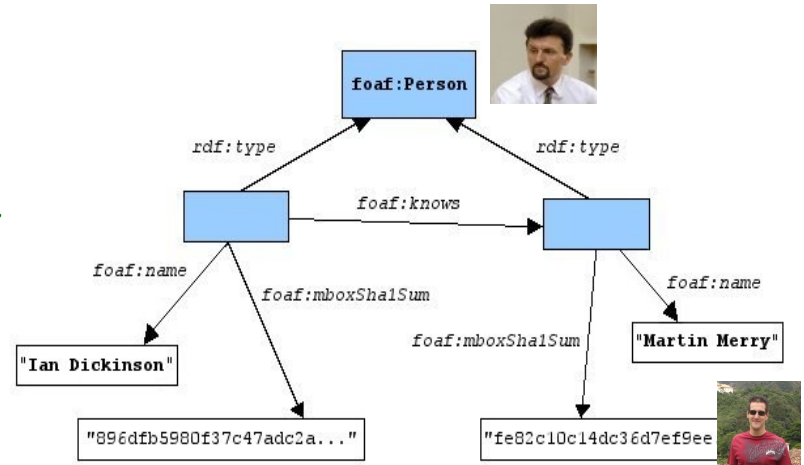 foaf:Person
rdf:type
rdf:type
foaf:knows
foaf:name
foaf:mboxSha1Sum
foaf:name
foaf:mboxSha1Sum
"Martin Merry"
"Ian Dickinson"
"896dfb5980f37c47adc2a..."
"fe82c10c14dc36d7ef9ee